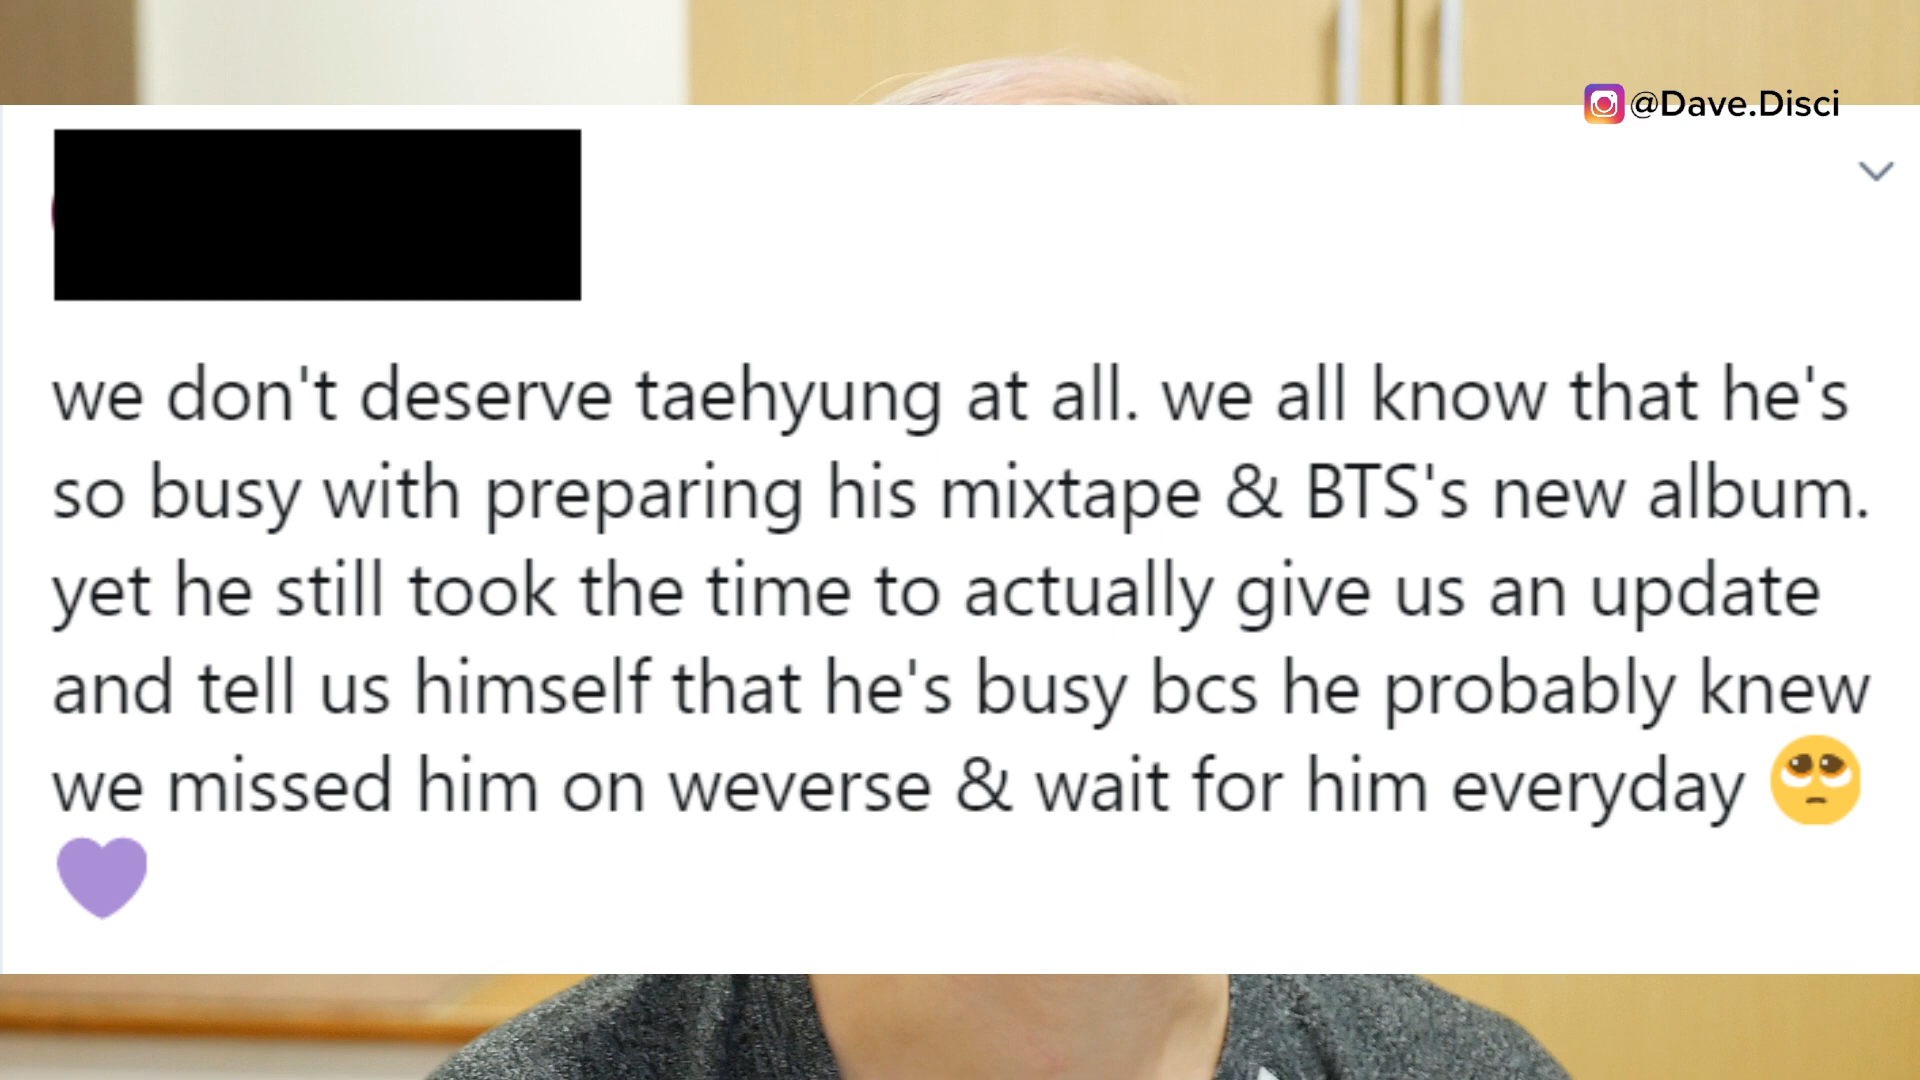 @Dave.Disci
we don't deserve taehyung at all. we all know that he's
so busy with preparing his mixtape & BTS's new album.
yet he still took the time to actually give us an update
and tell us himself that he's busy bcs he probably knew
we missed him on weverse & wait for him everyday 🥺
💜